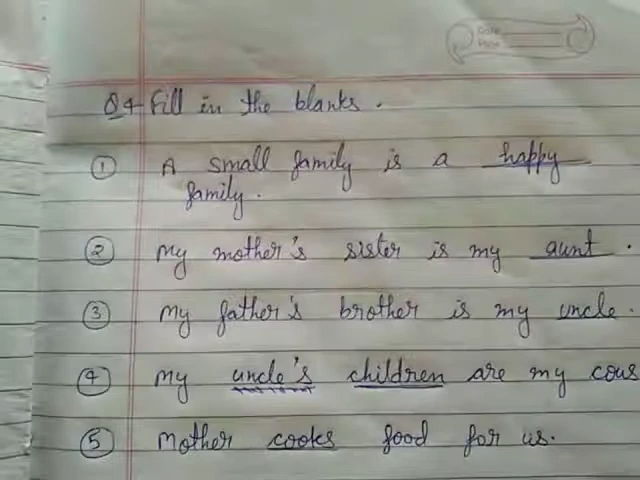 Date
Page
Q4 Fill in the blanks.
① A small family is a happy
family.
② My mother's sister is my aunt.
③ My father's brother is my uncle.
④ My uncle's children are my cous
⑤ Mother cooks food for us.